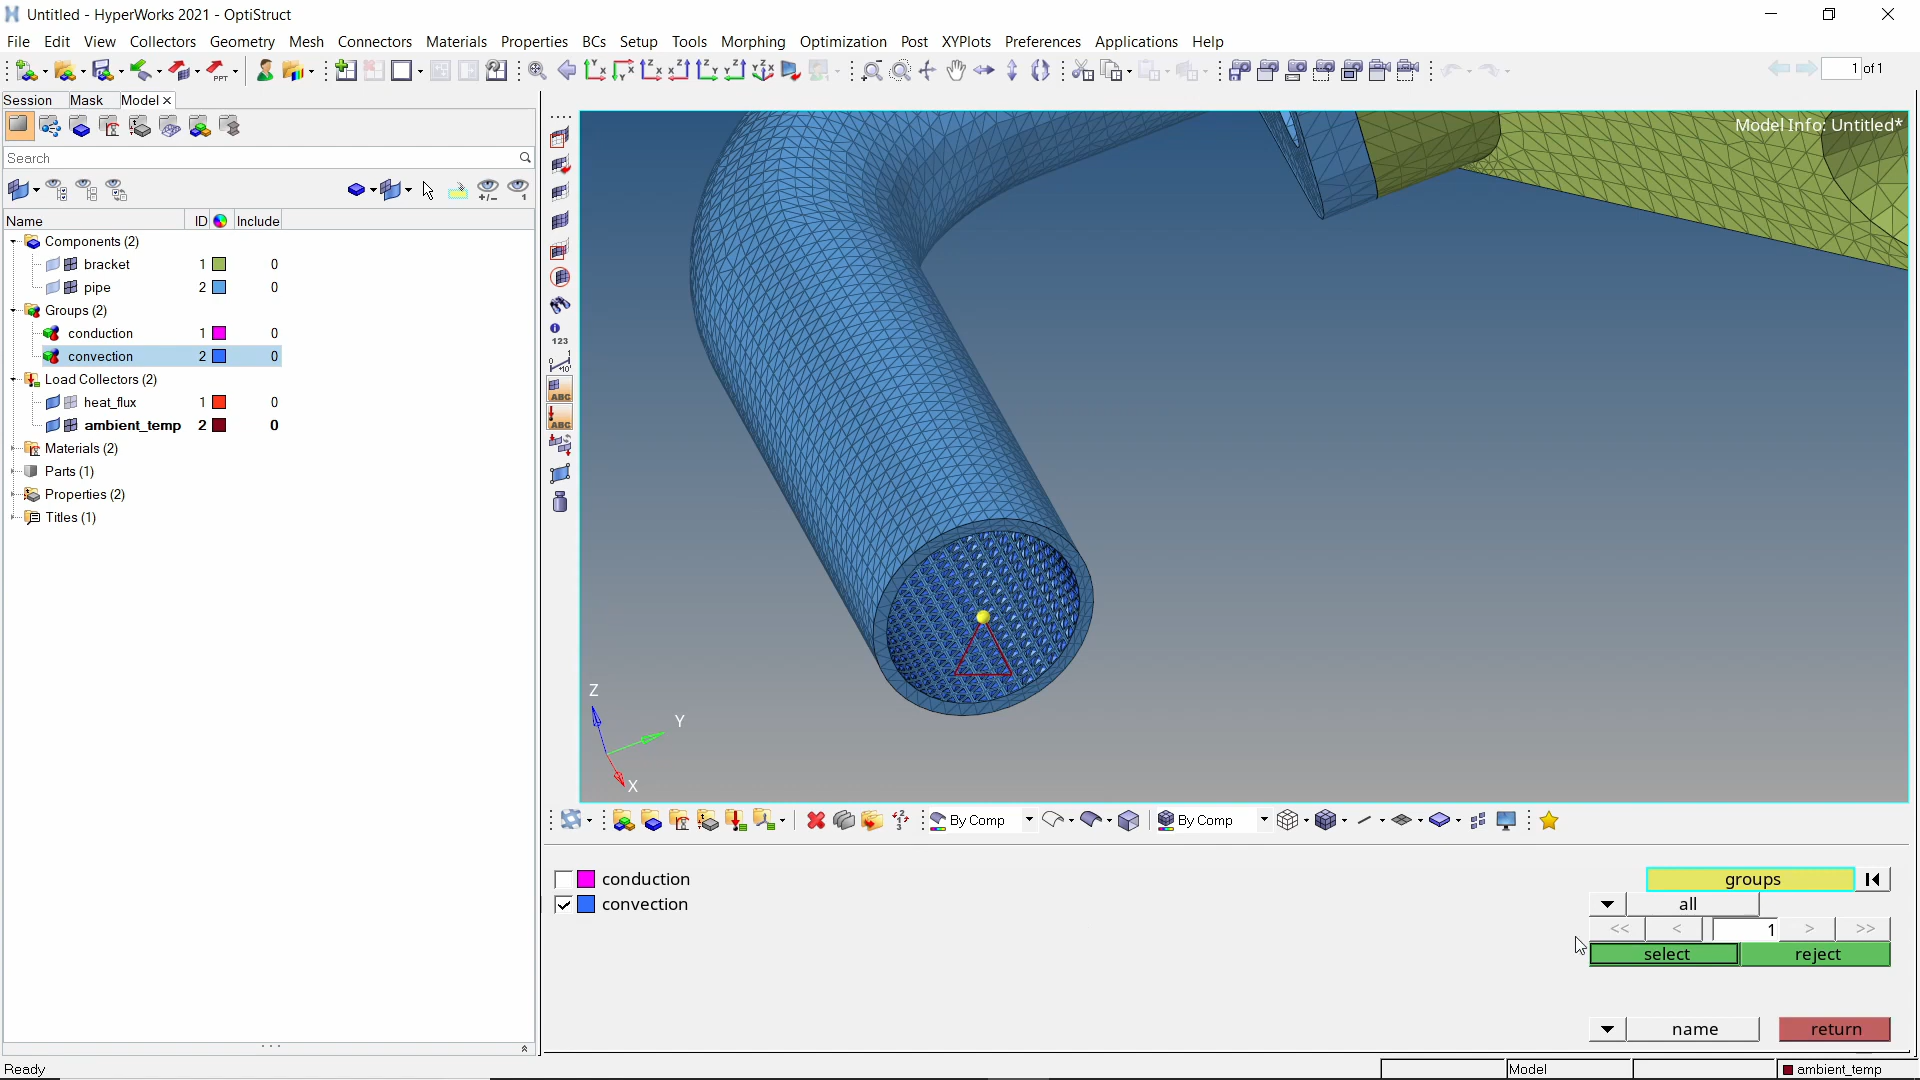 Untitled - HyperWorks 2021 - OptiStruct
File Edit View Collectors Geometry Mesh Connectors Materials Properties BCs Setup Tools Morphing Optimization Post XYPlots Preferences Applications Help
1 of 1
Session Mask Model
Search
Name ID Include
Components (2)
bracket 1 0
pipe 2 0
Groups (2)
conduction 1 0
convection 2 0
Load Collectors (2)
heat_flux 1 0
ambient_temp 2 0
Materials (2)
Parts (1)
Properties (2)
Titles (1)
123
ABC
ABC
Model Info: Untitled*
Z
Y
X
By Comp By Comp
conduction
convection
groups
all
<< < 1 > >>
select reject
name return
Ready Model ambient_temp